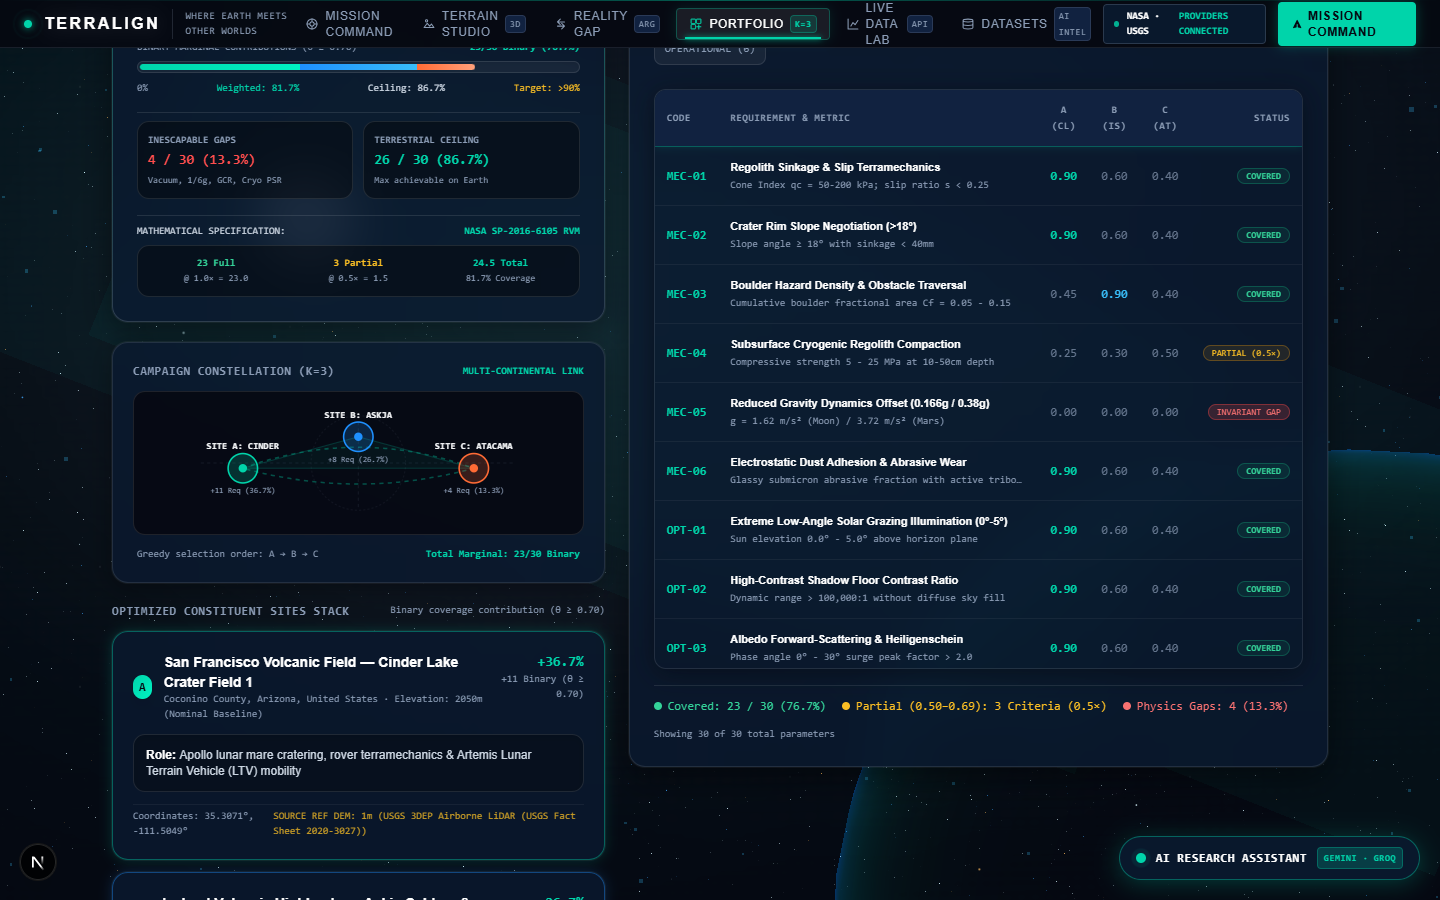 TERRALIGN
WHERE EARTH MEETS
OTHER WORLDS
MISSION
COMMAND
TERRAIN
STUDIO
3D
REALITY
GAP
ARG
PORTFOLIO
K=3
LIVE
DATA
LAB
API
DATASETS
AI
INTEL
NASA ·
USGS
PROVIDERS
CONNECTED
MISSION
COMMAND
0%
Weighted: 81.7%
Ceiling: 86.7%
Target: >90%
INESCAPABLE GAPS
4 / 30 (13.3%)
Vacuum, 1/6g, GCR, Cryo PSR
TERRESTRIAL CEILING
26 / 30 (86.7%)
Max achievable on Earth
MATHEMATICAL SPECIFICATION:
NASA SP-2016-6105 RVM
23 Full
@ 1.0× = 23.0
3 Partial
@ 0.5× = 1.5
24.5 Total
81.7% Coverage
CAMPAIGN CONSTELLATION (K=3)
MULTI-CONTINENTAL LINK
SITE B: ASKJA
SITE A: CINDER
SITE C: ATACAMA
+8 Req (26.7%)
+11 Req (36.7%)
+4 Req (13.3%)
Greedy selection order: A → B → C
Total Marginal: 23/30 Binary
OPTIMIZED CONSTITUENT SITES STACK
Binary coverage contribution (θ ≥
0.70)
A
San Francisco Volcanic Field — Cinder Lake
Crater Field 1
Coconino County, Arizona, United States · Elevation: 2050m
(Nominal Baseline)
+36.7%
+11 Binary (θ ≥
0.70)
Role: Apollo lunar mare cratering, rover terramechanics & Artemis Lunar
Terrain Vehicle (LTV) mobility
Coordinates: 35.3071°,
-111.5049°
SOURCE REF DEM: 1m (USGS 3DEP Airborne LiDAR (USGS Fact
Sheet 2020-3027))
OPERATIONAL (6)
CODE
REQUIREMENT & METRIC
A
(CL)
B
(IS)
C
(AT)
STATUS
MEC-01
Regolith Sinkage & Slip Terramechanics
Cone Index qc = 50-200 kPa; slip ratio s < 0.25
0.90 0.60 0.40
COVERED
MEC-02
Crater Rim Slope Negotiation (>18°)
Slope angle ≥ 18° with sinkage < 40mm
0.90 0.60 0.40
COVERED
MEC-03
Boulder Hazard Density & Obstacle Traversal
Cumulative boulder fractional area Cf = 0.05 - 0.15
0.45 0.90 0.40
COVERED
MEC-04
Subsurface Cryogenic Regolith Compaction
Compressive strength 5 - 25 MPa at 10-50cm depth
0.25 0.30 0.50
PARTIAL (0.5×)
MEC-05
Reduced Gravity Dynamics Offset (0.166g / 0.38g)
g = 1.62 m/s² (Moon) / 3.72 m/s² (Mars)
0.00 0.00 0.00
INVARIANT GAP
MEC-06
Electrostatic Dust Adhesion & Abrasive Wear
Glassy submicron abrasive fraction with active tribo…
0.90 0.60 0.40
COVERED
OPT-01
Extreme Low-Angle Solar Grazing Illumination (0°-5°)
Sun elevation 0.0° - 5.0° above horizon plane
0.90 0.60 0.40
COVERED
OPT-02
High-Contrast Shadow Floor Contrast Ratio
Dynamic range > 100,000:1 without diffuse sky fill
0.90 0.60 0.40
COVERED
OPT-03
Albedo Forward-Scattering & Heiligenschein
Phase angle 0° - 30° surge peak factor > 2.0
0.90 0.60 0.40
COVERED
Covered: 23 / 30 (76.7%)
Partial (0.50–0.69): 3 Criteria (0.5×)
Physics Gaps: 4 (13.3%)
Showing 30 of 30 total parameters
N
AI RESEARCH ASSISTANT
GEMINI · GROQ